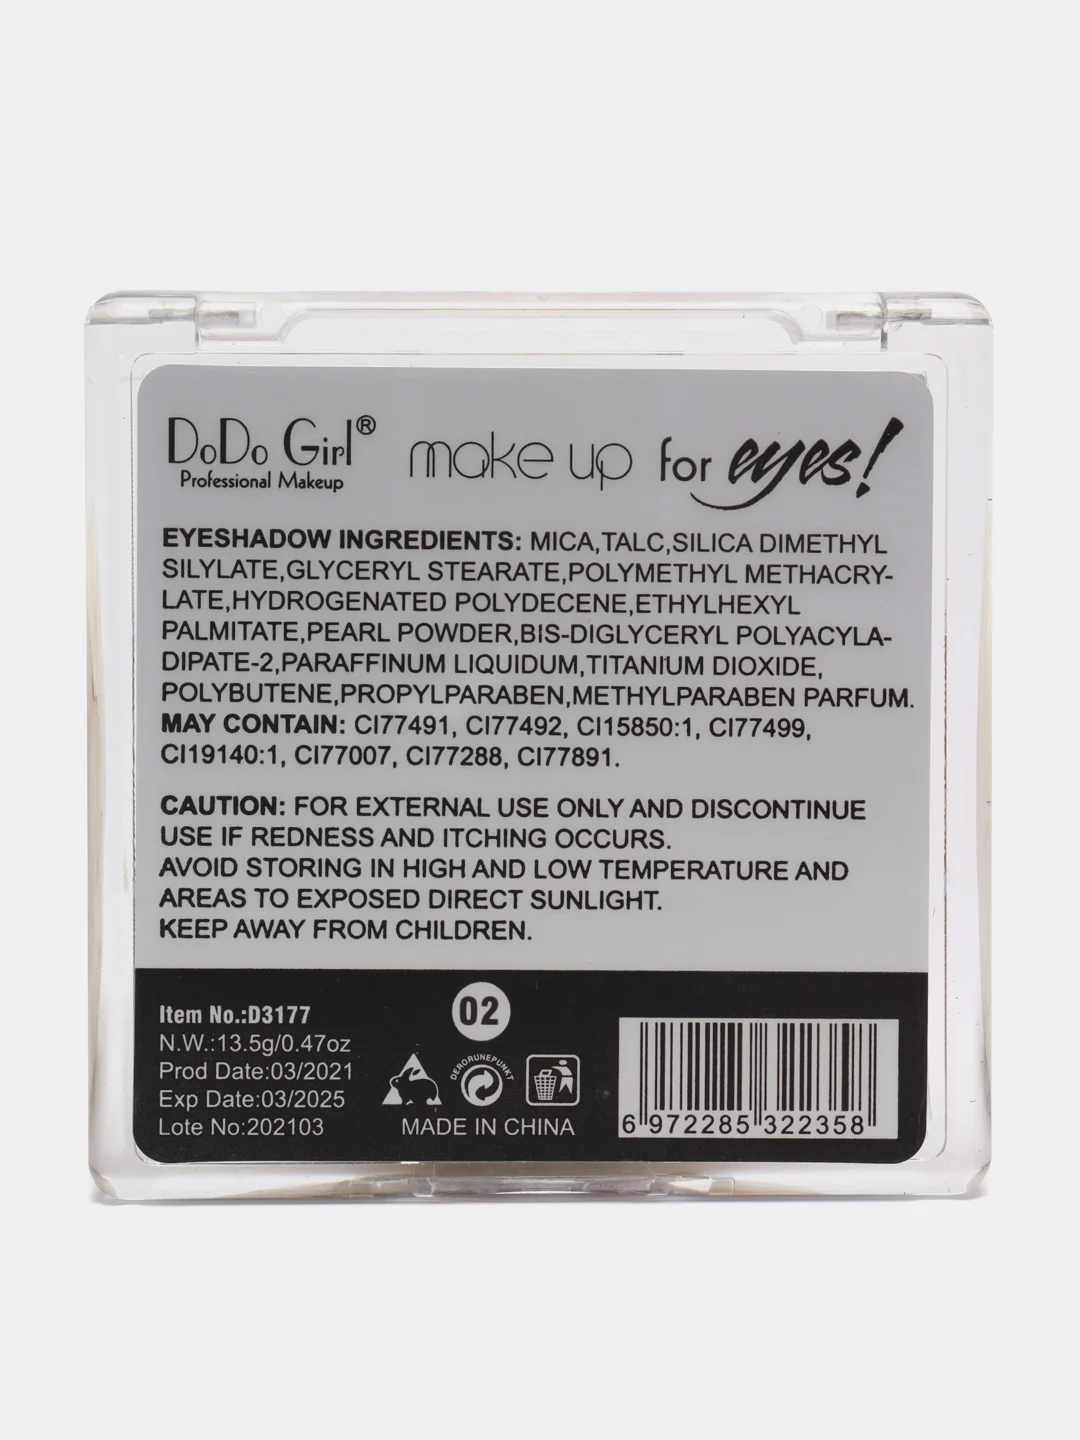 DoDo Girl®
Professional Makeup
make up for eyes!
EYESHADOW INGREDIENTS: MICA,TALC,SILICA DIMETHYL
SILYLATE,GLYCERYL STEARATE,POLYMETHYL METHACRY-
LATE,HYDROGENATED POLYDECENE,ETHYLHEXYL
PALMITATE,PEARL POWDER,BIS-DIGLYCERYL POLYACYLA-
DIPATE-2,PARAFFINUM LIQUIDUM,TITANIUM DIOXIDE,
POLYBUTENE,PROPYLPARABEN,METHYLPARABEN PARFUM.
MAY CONTAIN: CI77491, CI77492, CI15850:1, CI77499,
CI19140:1, CI77007, CI77288, CI77891.
CAUTION: FOR EXTERNAL USE ONLY AND DISCONTINUE
USE IF REDNESS AND ITCHING OCCURS.
AVOID STORING IN HIGH AND LOW TEMPERATURE AND
AREAS TO EXPOSED DIRECT SUNLIGHT.
KEEP AWAY FROM CHILDREN.
Item No.:D3177
N.W.:13.5g/0.47oz
Prod Date:03/2021
Exp Date:03/2025
Lote No:202103
02
DERORUNEPUNKT
MADE IN CHINA
6 972285 322358